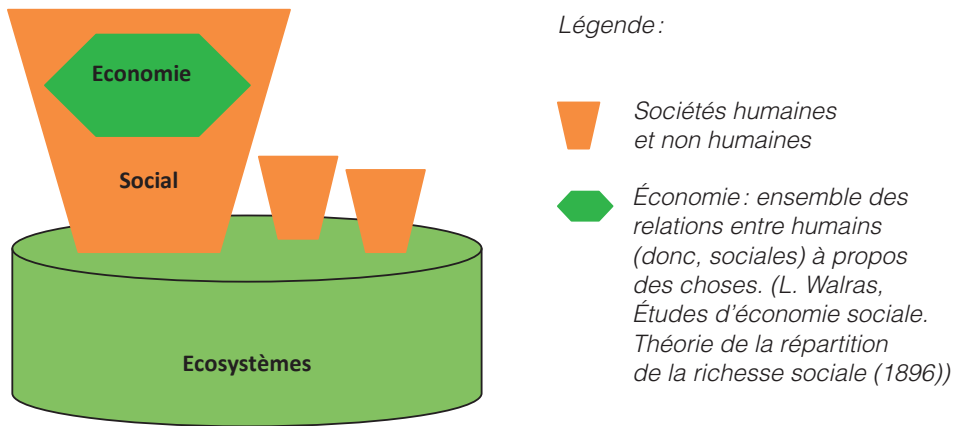 Economie
Social
Ecosystèmes
Légende :
Sociétés humaines
et non humaines
Économie : ensemble des
relations entre humains
(donc, sociales) à propos
des choses. (L. Walras,
Études d'économie sociale.
Théorie de la répartition
de la richesse sociale (1896))